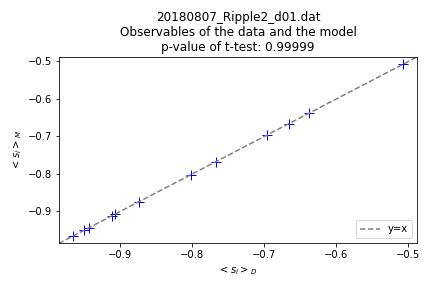 20180807_Ripple2_d01.dat
Observables of the data and the model
p-value of t-test: 0.99999
−0.5
−0.6
−0.7
−0.8
−0.9
< s_i >_M
y=x
−0.9 −0.8 −0.7 −0.6 −0.5
< s_i >_D